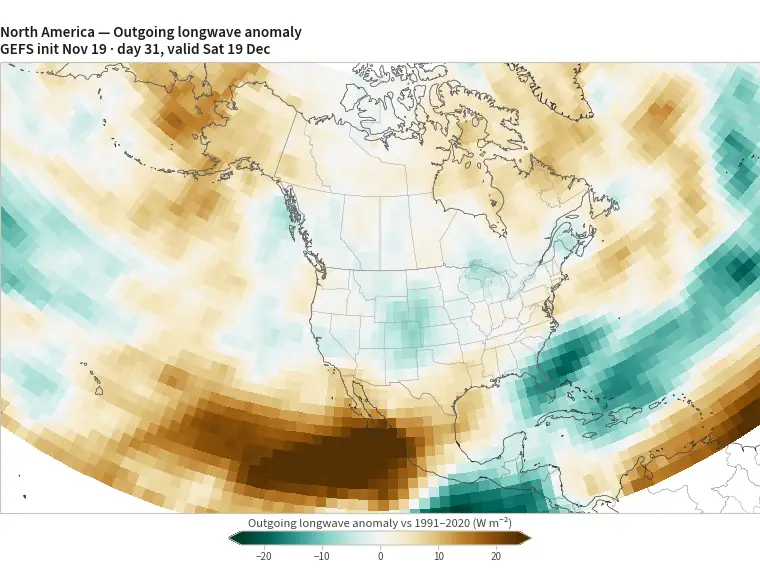 North America — Outgoing longwave anomaly
GEFS init Nov 19 · day 31, valid Sat 19 Dec
Outgoing longwave anomaly vs 1991–2020 (W m⁻²)
−20 −10 0 10 20